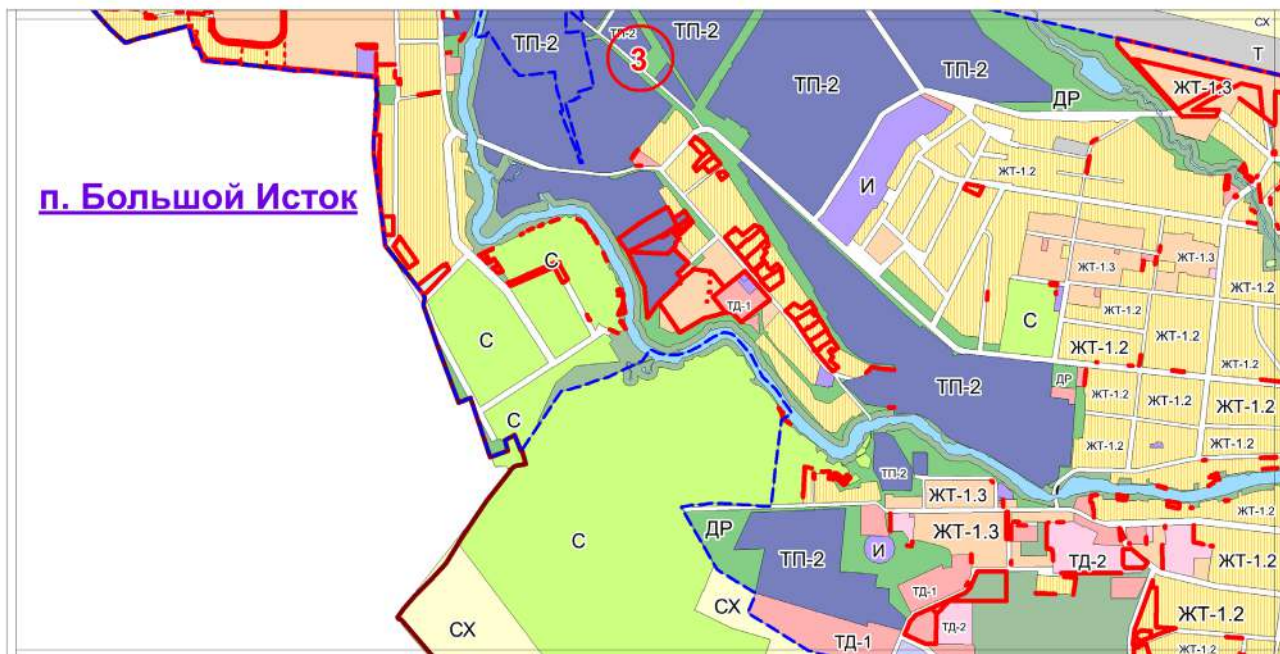 ТП-2
ТП-2
ТП-2
3
СХ
Т
ТП-2
ТП-2
ЖТ-1.3
ДР
п. Большой Исток
И
ЖТ-1.2
С
ЖТ-1.3
ЖТ-1.3
ЖТ-1.2
ТД-1
С
С
ЖТ-1.2
ЖТ-1.2
ЖТ-1.2
ЖТ-1.2
ТП-2
ДР
ЖТ-1.2
ЖТ-1.2
ЖТ-1.2
С
ЖТ-1.2
ЖТ-1.2
ТП-2
ЖТ-1.3
ЖТ-1.2
С
ДР
ЖТ-1.3
ТП-2
И
ТД-2
ЖТ-1.2
ТД-1
СХ
СХ
ТД-1
ТД-2
ЖТ-1.2
ЖТ-1.2